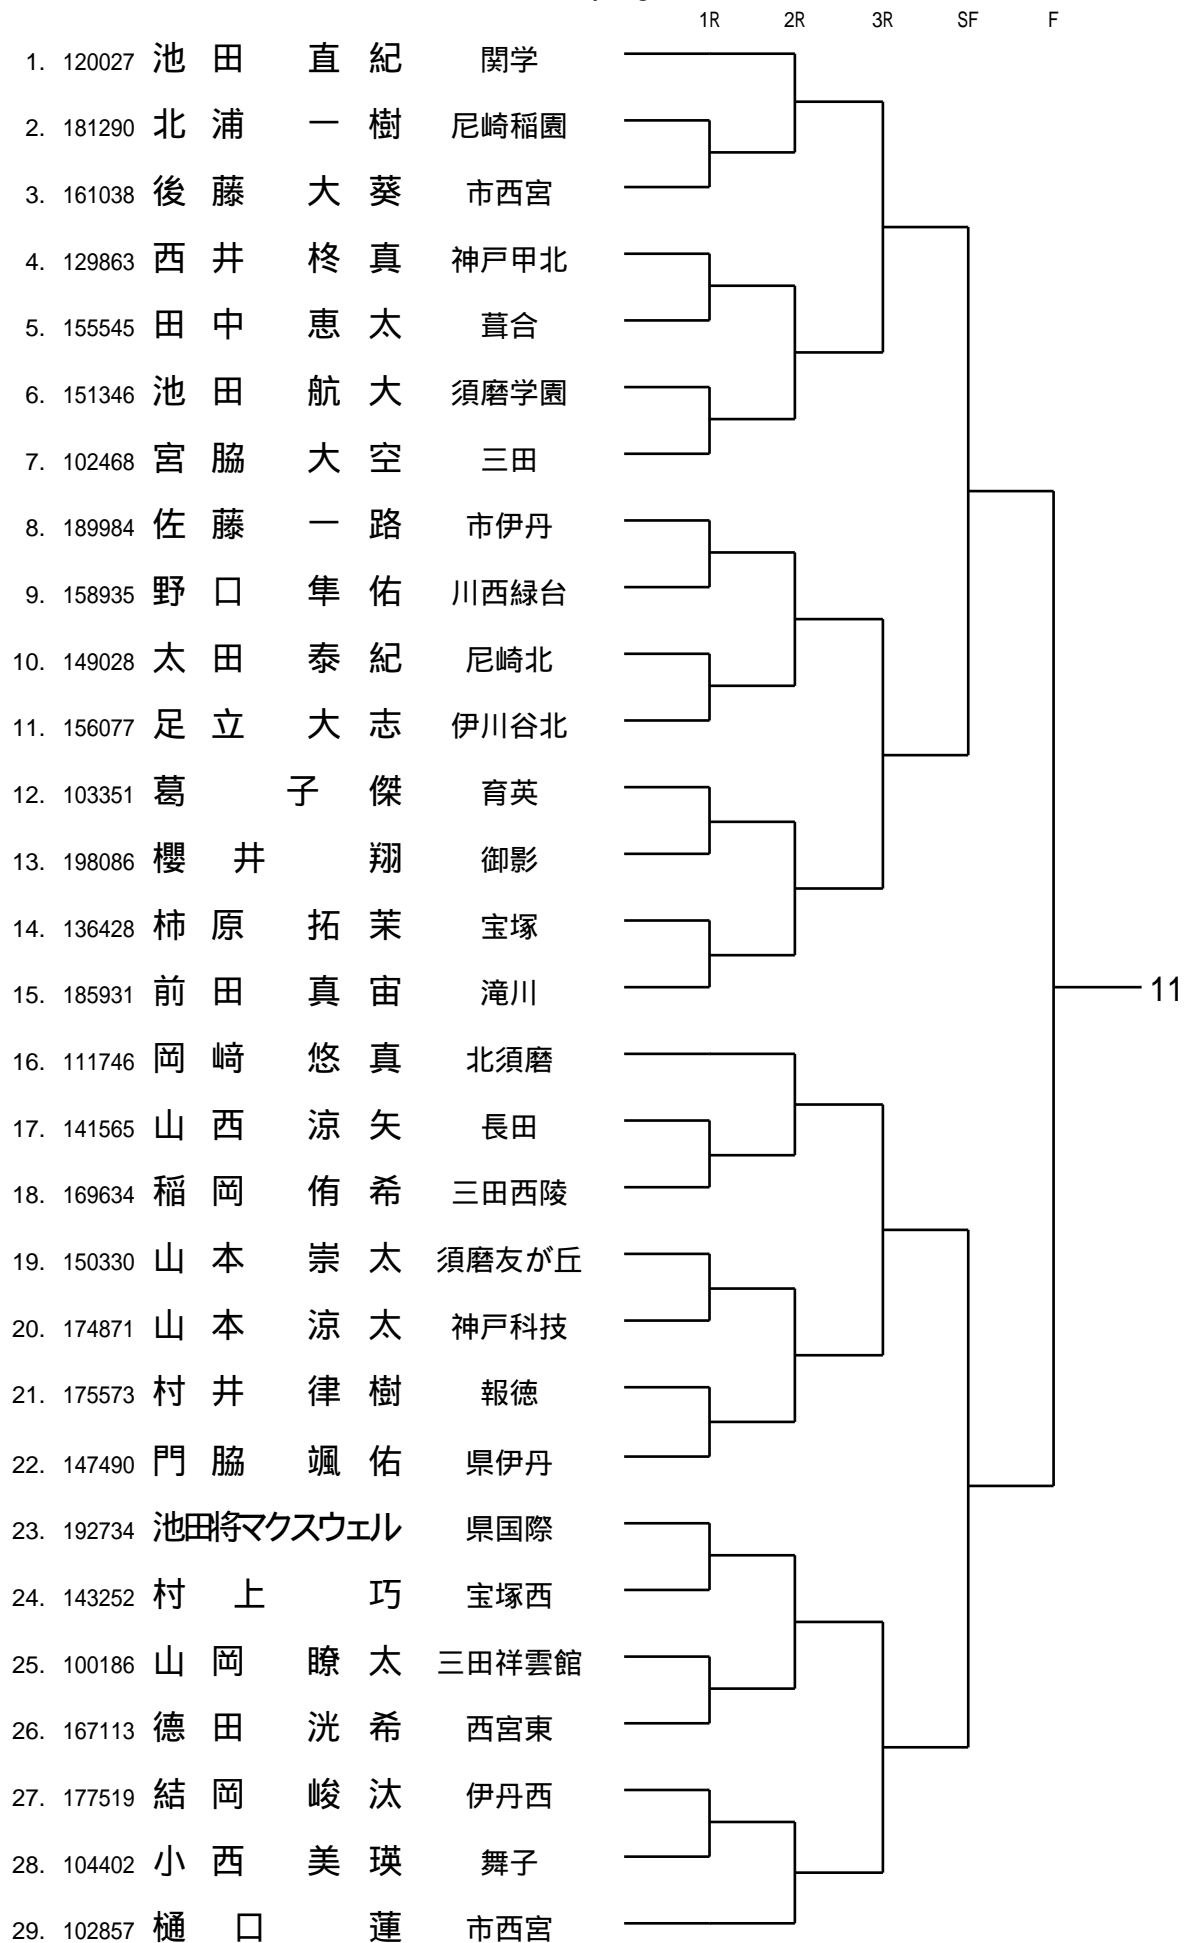 1R 2R 3R SF F
1. 120027 池田 直紀 関学
2. 181290 北浦 一樹 尼崎稲園
3. 161038 後藤 大葵 市西宮
4. 129863 西井 柊真 神戸甲北
5. 155545 田中 恵太 葺合
6. 151346 池田 航大 須磨学園
7. 102468 宮脇 大空 三田
8. 189984 佐藤 一路 市伊丹
9. 158935 野口 隼佑 川西緑台
10. 149028 太田 泰紀 尼崎北
11. 156077 足立 大志 伊川谷北
12. 103351 葛 子傑 育英
13. 198086 櫻井 翔 御影
14. 136428 柿原 拓茉 宝塚
15. 185931 前田 真宙 滝川
11
16. 111746 岡﨑 悠真 北須磨
17. 141565 山西 涼矢 長田
18. 169634 稲岡 侑希 三田西陵
19. 150330 山本 崇太 須磨友が丘
20. 174871 山本 涼太 神戸科技
21. 175573 村井 律樹 報徳
22. 147490 門脇 颯佑 県伊丹
23. 192734 池田将マクスウェル 県国際
24. 143252 村上 巧 宝塚西
25. 100186 山岡 瞭太 三田祥雲館
26. 167113 德田 洸希 西宮東
27. 177519 結岡 峻汰 伊丹西
28. 104402 小西 美瑛 舞子
29. 102857 樋口 蓮 市西宮